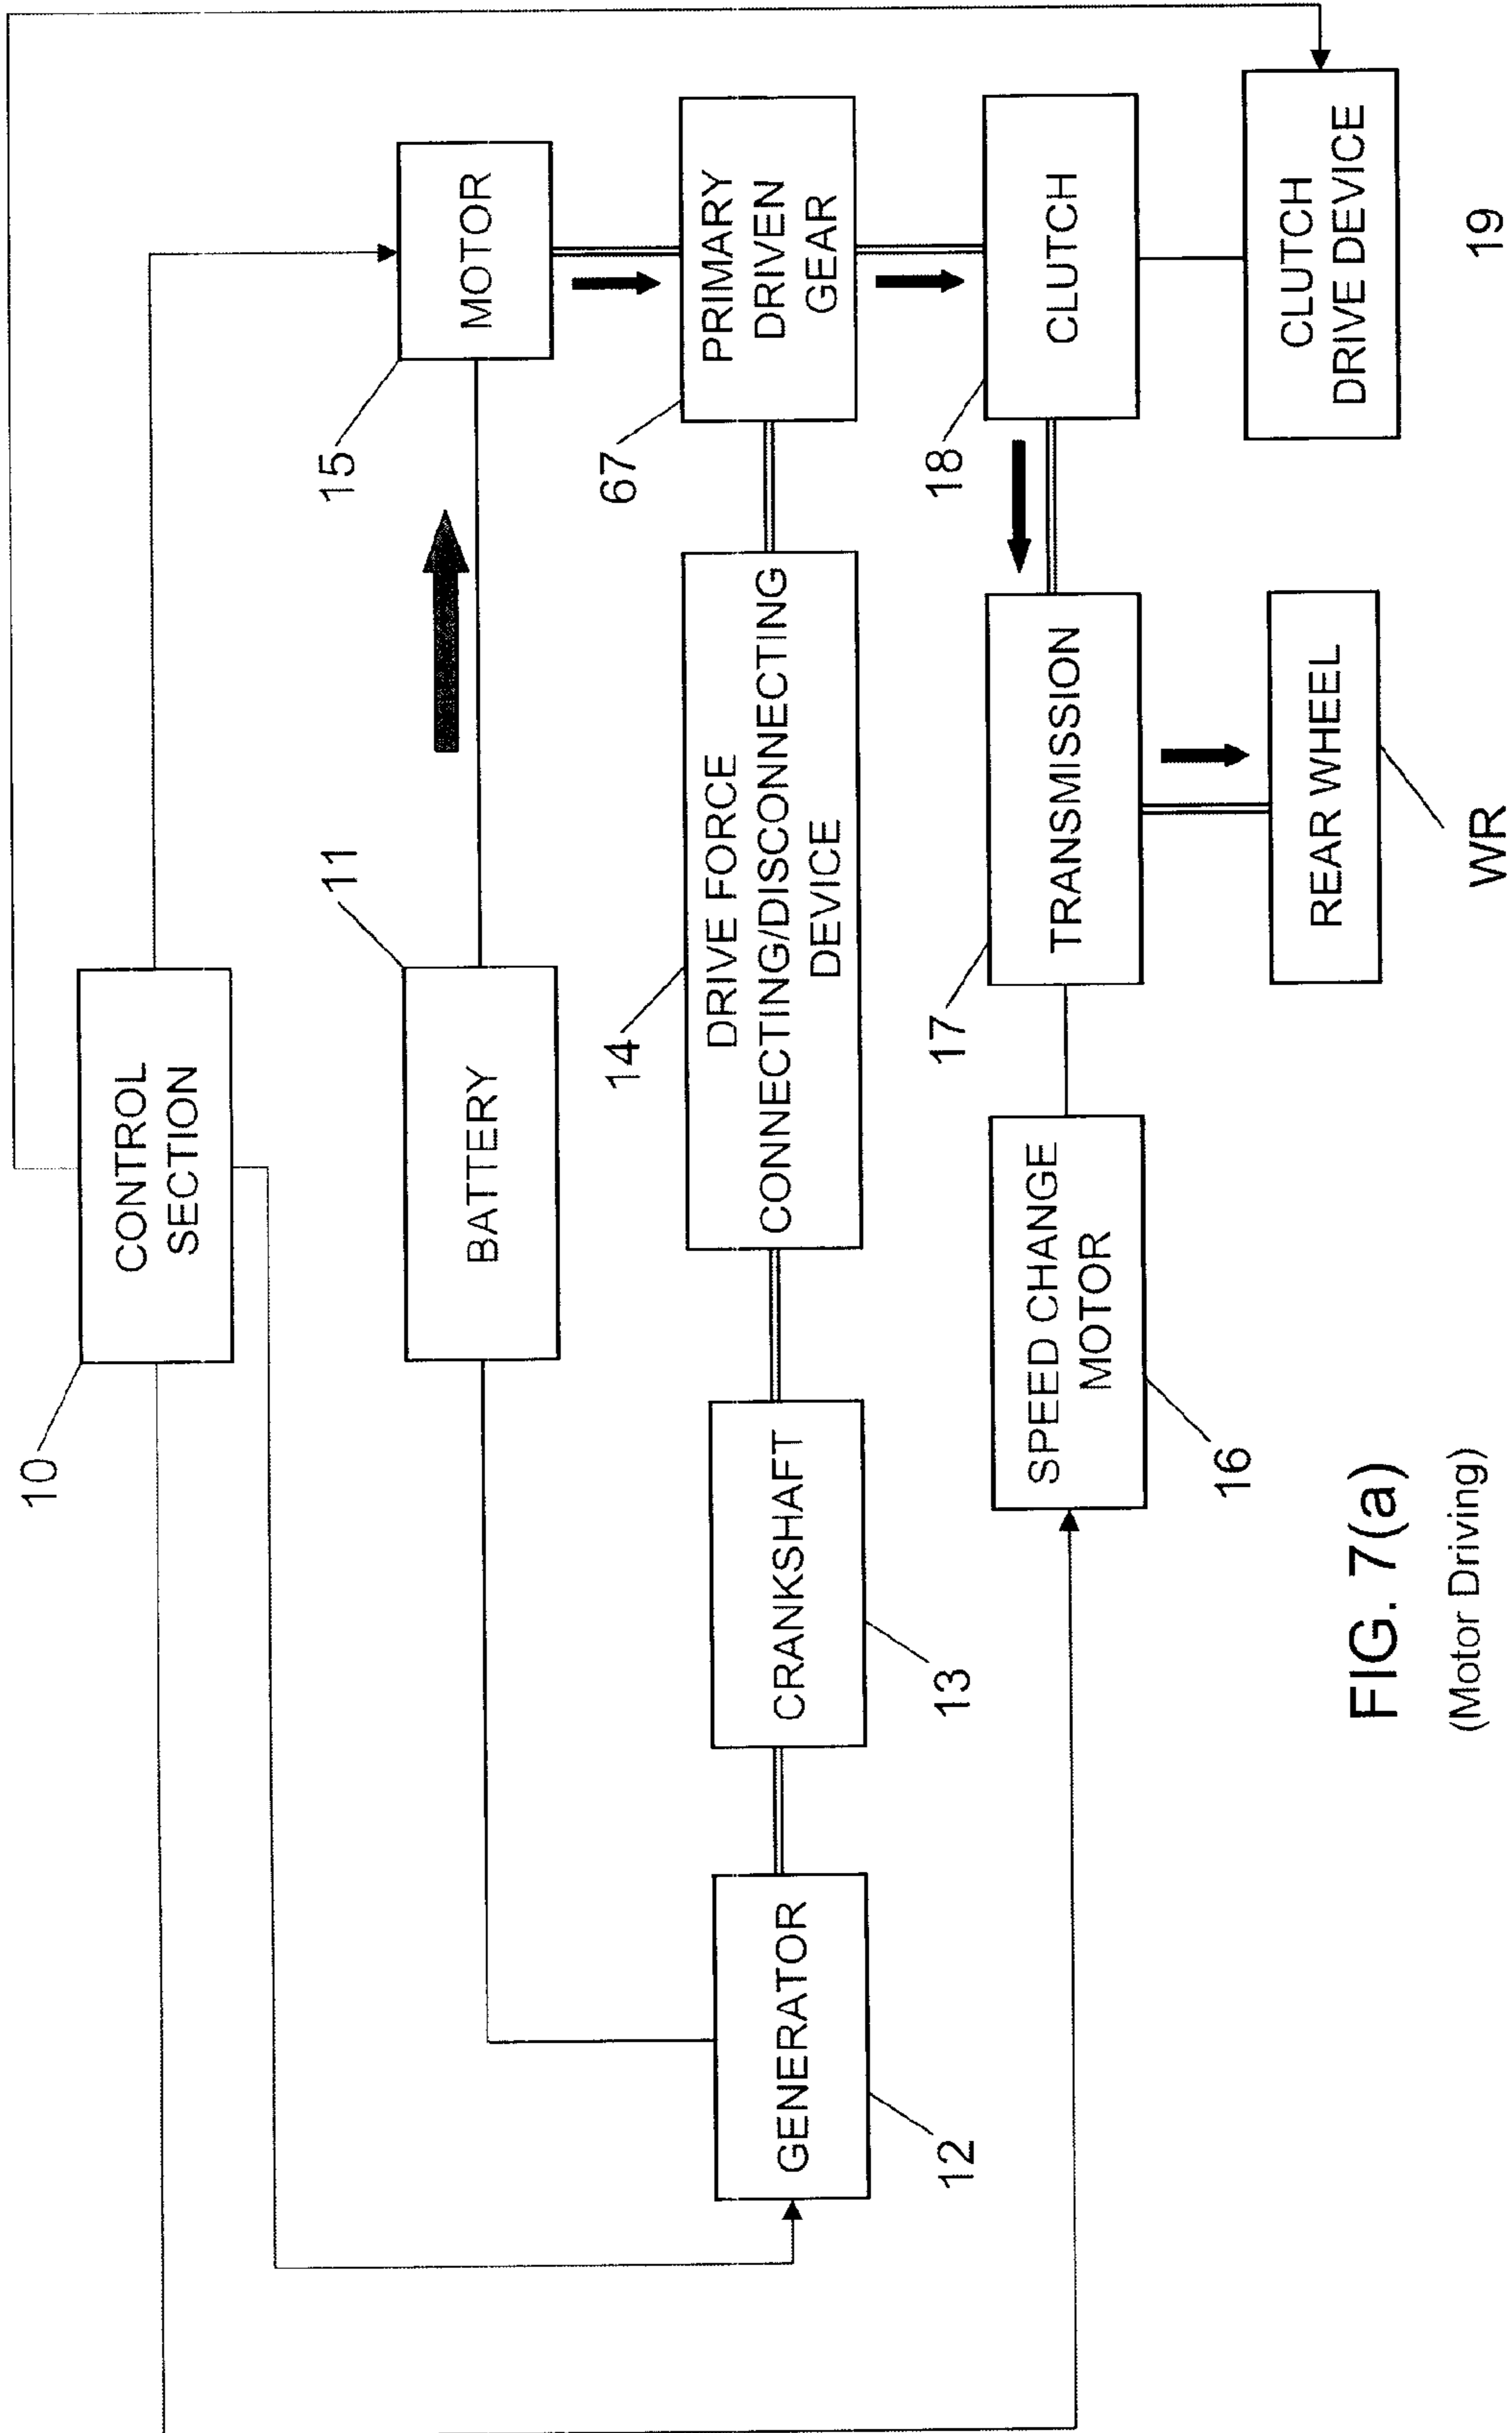 10
CONTROL
SECTION
11
BATTERY
15
MOTOR
12
GENERATOR
13
CRANKSHAFT
14
DRIVE FORCE
CONNECTING/DISCONNECTING
DEVICE
67
PRIMARY
DRIVEN
GEAR
16
SPEED CHANGE
MOTOR
17
TRANSMISSION
18
CLUTCH
REAR WHEEL
WR
CLUTCH
DRIVE DEVICE
19
FIG. 7(a)
(Motor Driving)